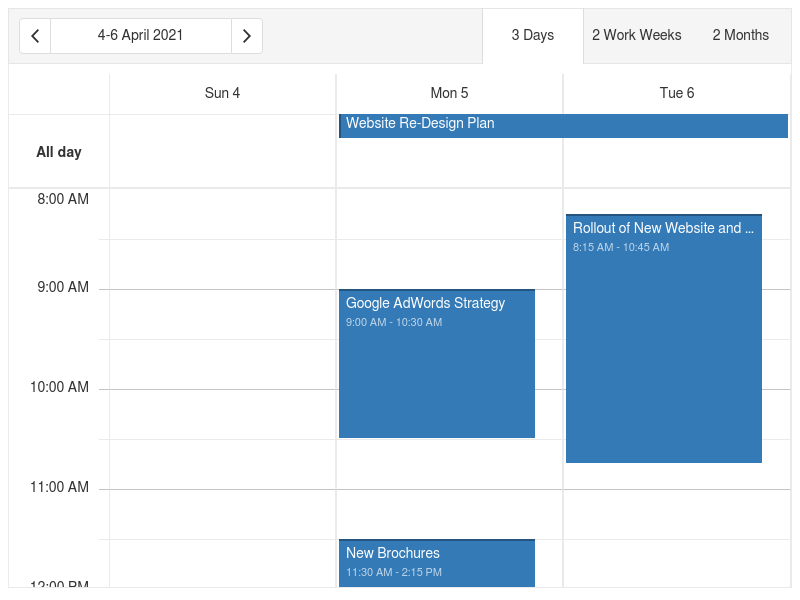 4-6 April 2021
3 Days
2 Work Weeks
2 Months
Sun 4
Mon 5
Tue 6
All day
Website Re-Design Plan
8:00 AM
Rollout of New Website and ...
8:15 AM - 10:45 AM
9:00 AM
Google AdWords Strategy
9:00 AM - 10:30 AM
10:00 AM
11:00 AM
New Brochures
11:30 AM - 2:15 PM
12:00 PM